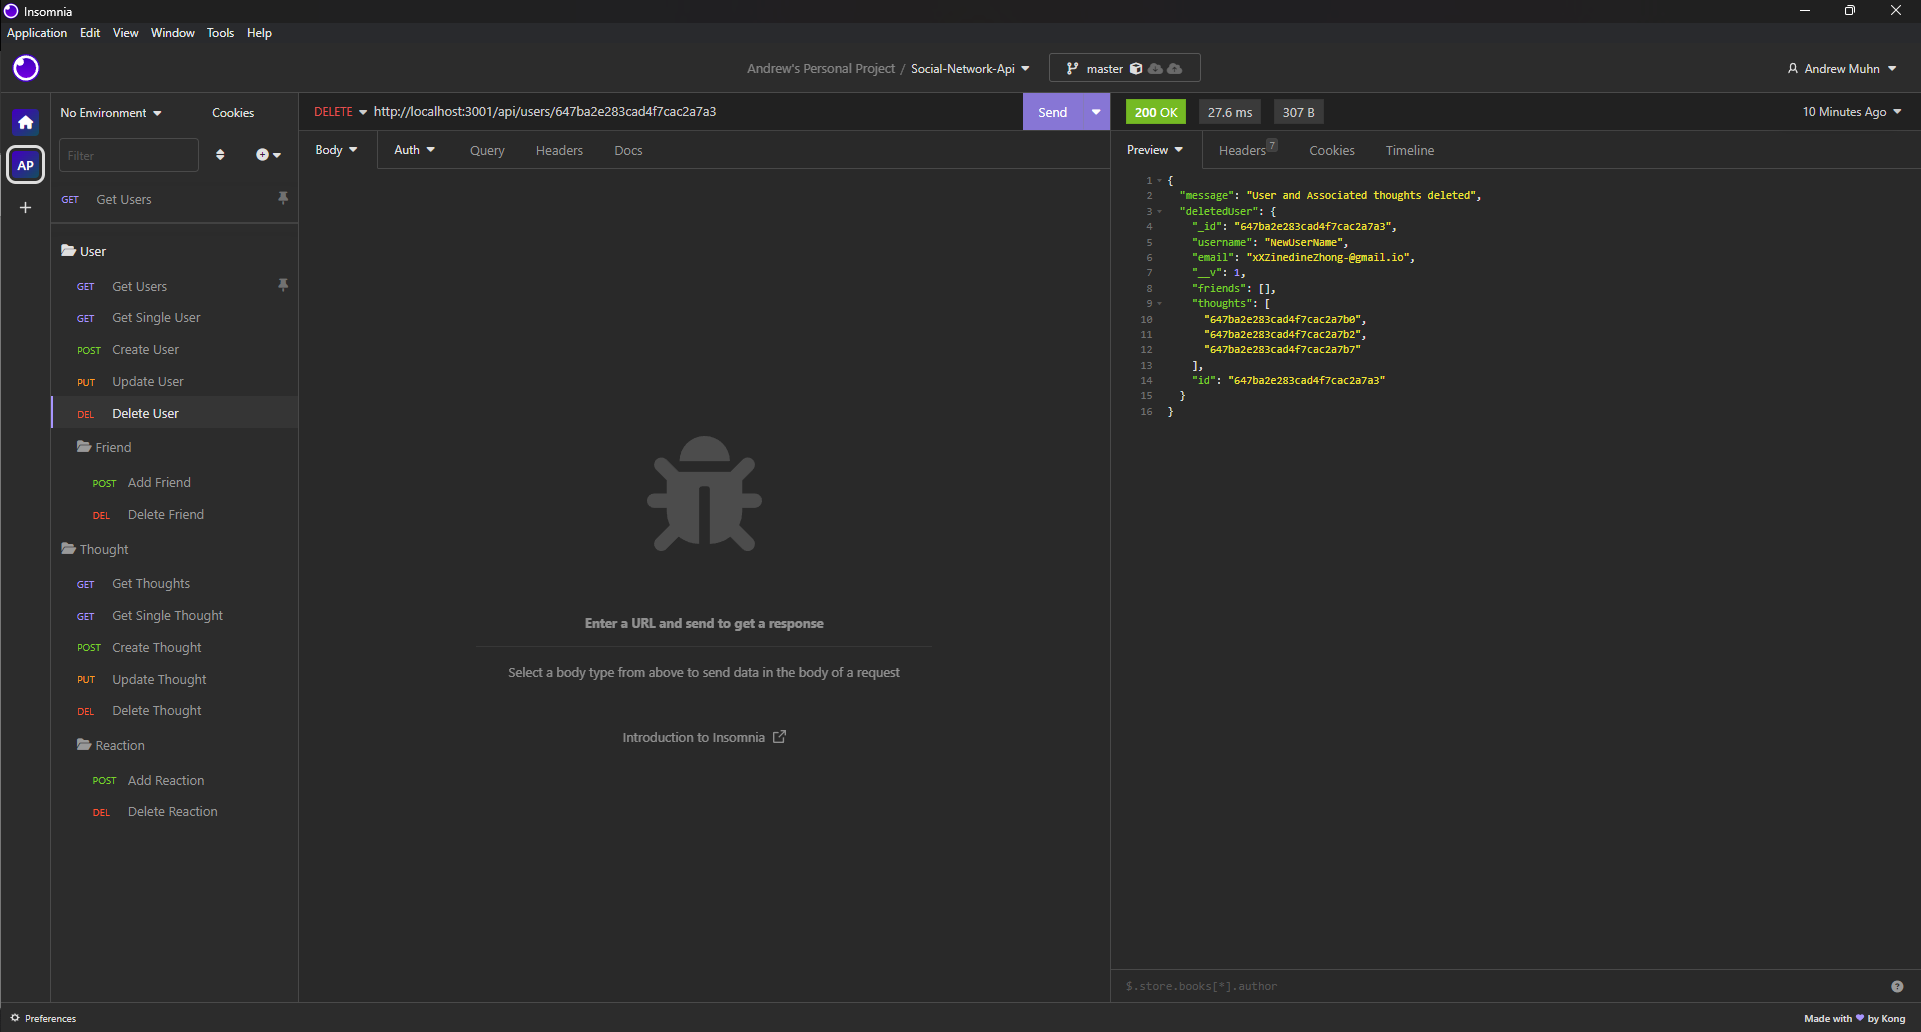 Insomnia
Application Edit View Window Tools Help
Andrew's Personal Project / Social-Network-Api
master
Andrew Muhn
No Environment
Cookies
DELETE http://localhost:3001/api/users/647ba2e283cad4f7cac2a7a3
Send
200 OK
27.6 ms
307 B
10 Minutes Ago
AP
Filter
GET Get Users
User
GET Get Users
GET Get Single User
POST Create User
PUT Update User
DEL Delete User
Friend
POST Add Friend
DEL Delete Friend
Thought
GET Get Thoughts
GET Get Single Thought
POST Create Thought
PUT Update Thought
DEL Delete Thought
Reaction
POST Add Reaction
DEL Delete Reaction
Body Auth Query Headers Docs
Enter a URL and send to get a response
Select a body type from above to send data in the body of a request
Introduction to Insomnia
Preview Headers 7 Cookies Timeline
1 {
2 "message": "User and Associated thoughts deleted",
3 "deletedUser": {
4 "_id": "647ba2e283cad4f7cac2a7a3",
5 "username": "NewUserName",
6 "email": "xXZinedineZhong-@gmail.io",
7 "__v": 1,
8 "friends": [],
9 "thoughts": [
10 "647ba2e283cad4f7cac2a7b0",
11 "647ba2e283cad4f7cac2a7b2",
12 "647ba2e283cad4f7cac2a7b7"
13 ],
14 "id": "647ba2e283cad4f7cac2a7a3"
15 }
16 }
$.store.books[*].author
Preferences
Made with ♥ by Kong